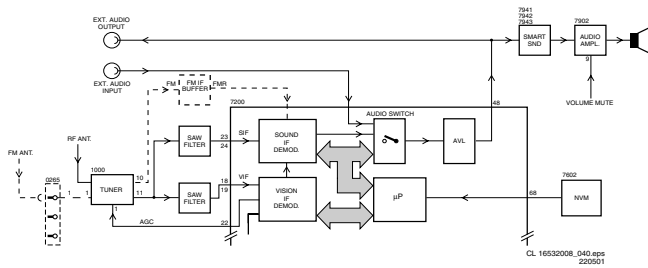 EXT. AUDIO
OUTPUT
7941
7942
7943
7902
SMART
SND
AUDIO
AMPL.
9
EXT. AUDIO
INPUT
FM
FM IF
BUFFER
FMR
VOLUME MUTE
7200
AUDIO SWITCH
48
RF ANT.
SAW
FILTER
23
24
SIF
SOUND
IF
DEMOD.
AVL
FM ANT.
0265
1000
1
1
TUNER
10
11
SAW
FILTER
18
19
VIF
VISION
IF
DEMOD.
µP
68
7602
NVM
1
AGC
22
CL 16532008_040.eps
220501